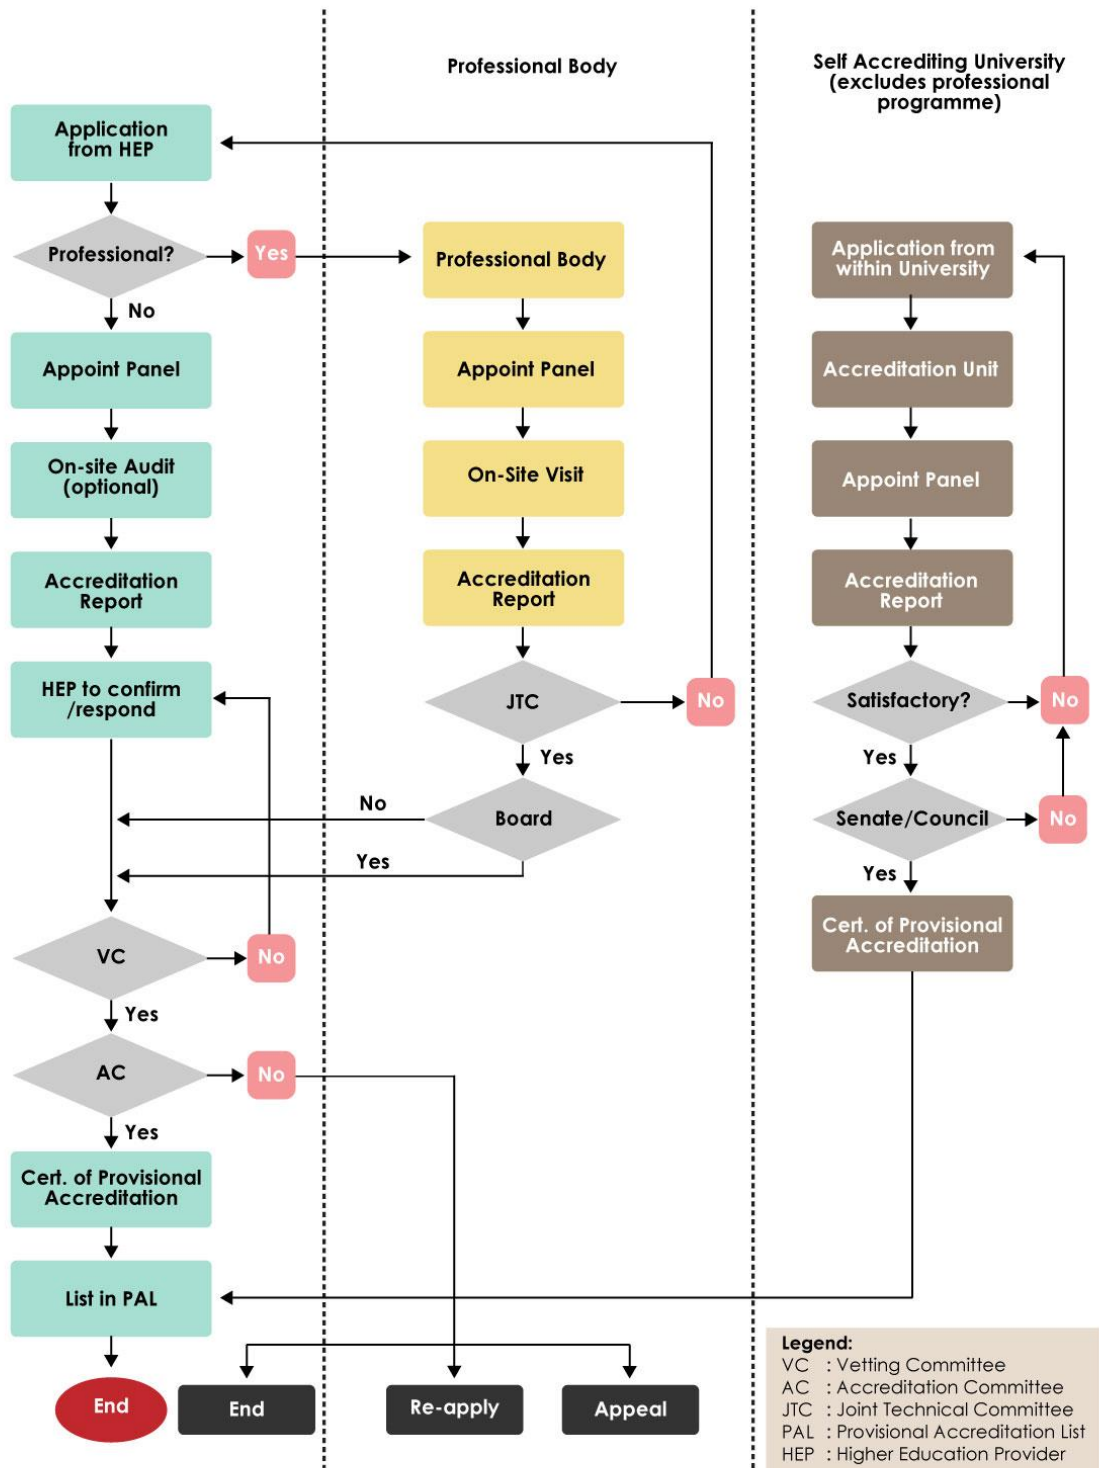 Professional Body
Self Accrediting University
(excludes professional
programme)
Application
from HEP
Professional?
Yes
No
Appoint Panel
On-site Audit
(optional)
Accreditation
Report
HEP to confirm
/respond
VC
No
Yes
AC
No
Yes
Cert. of Provisional
Accreditation
List in PAL
End
Professional Body
Appoint Panel
On-Site Visit
Accreditation
Report
JTC
No
Yes
Board
No
Yes
End
Re-apply
Appeal
Application from
within University
Accreditation Unit
Appoint Panel
Accreditation
Report
Satisfactory?
No
Yes
Senate/Council
No
Yes
Cert. of Provisional
Accreditation
Legend:
VC : Vetting Committee
AC : Accreditation Committee
JTC : Joint Technical Committee
PAL : Provisional Accreditation List
HEP : Higher Education Provider